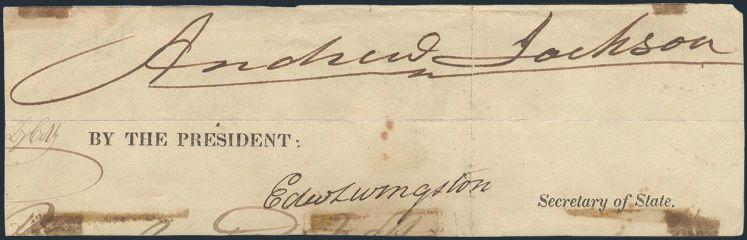 Andrew Jackson
BY THE PRESIDENT:
Edw Livingston
Secretary of State.